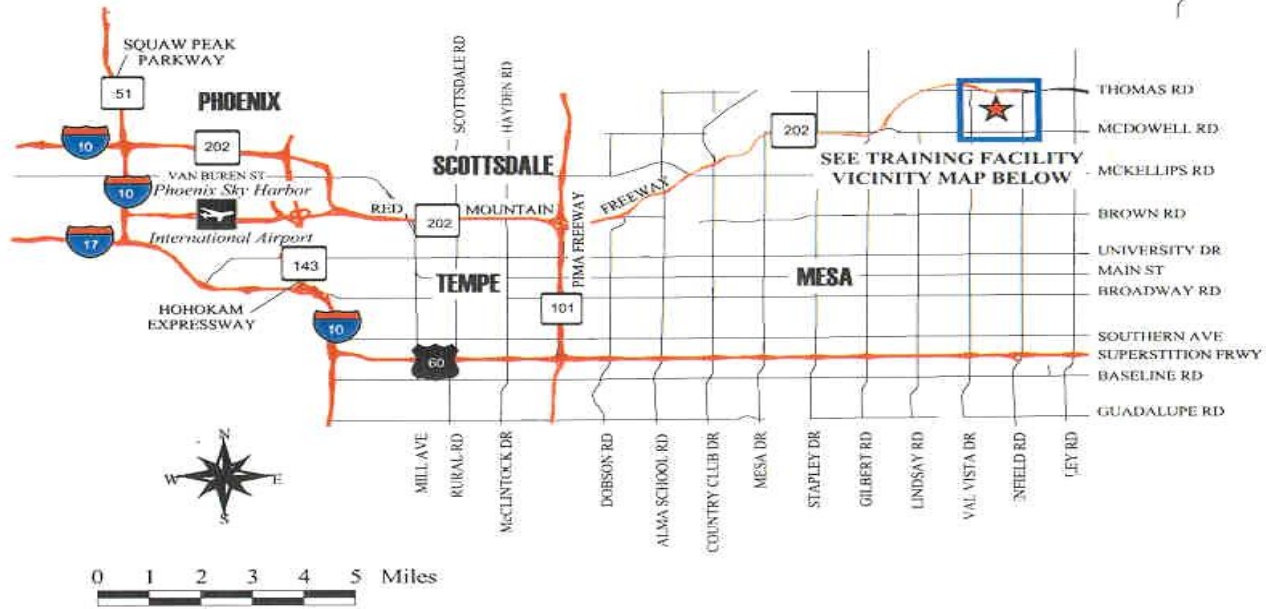 SQUAW PEAK
PARKWAY
51
PHOENIX
SCOTTSDALE RD
HAYDEN RD
THOMAS RD
10
202
202
MCDOWELL RD
SCOTTSDALE
SEE TRAINING FACILITY
VICINITY MAP BELOW
MCKELLIPS RD
VAN BUREN ST
10
Phoenix Sky Harbor
International Airport
RED
202
MOUNTAIN
FREEWAY
BROWN RD
17
143
PIMA FREEWAY
UNIVERSITY DR
TEMPE
MESA
MAIN ST
BROADWAY RD
HOHOKAM
EXPRESSWAY
101
10
SOUTHERN AVE
60
SUPERSTITION FRWY
BASELINE RD
GUADALUPE RD
MILL AVE
RURAL RD
McCLINTOCK DR
DOBSON RD
ALMA SCHOOL RD
COUNTRY CLUB DR
MESA DR
STAPLEY DR
GILBERT RD
LINDSAY RD
VAL VISTA DR
NFIELD RD
LEY RD
N
W E
S
0 1 2 3 4 5 Miles